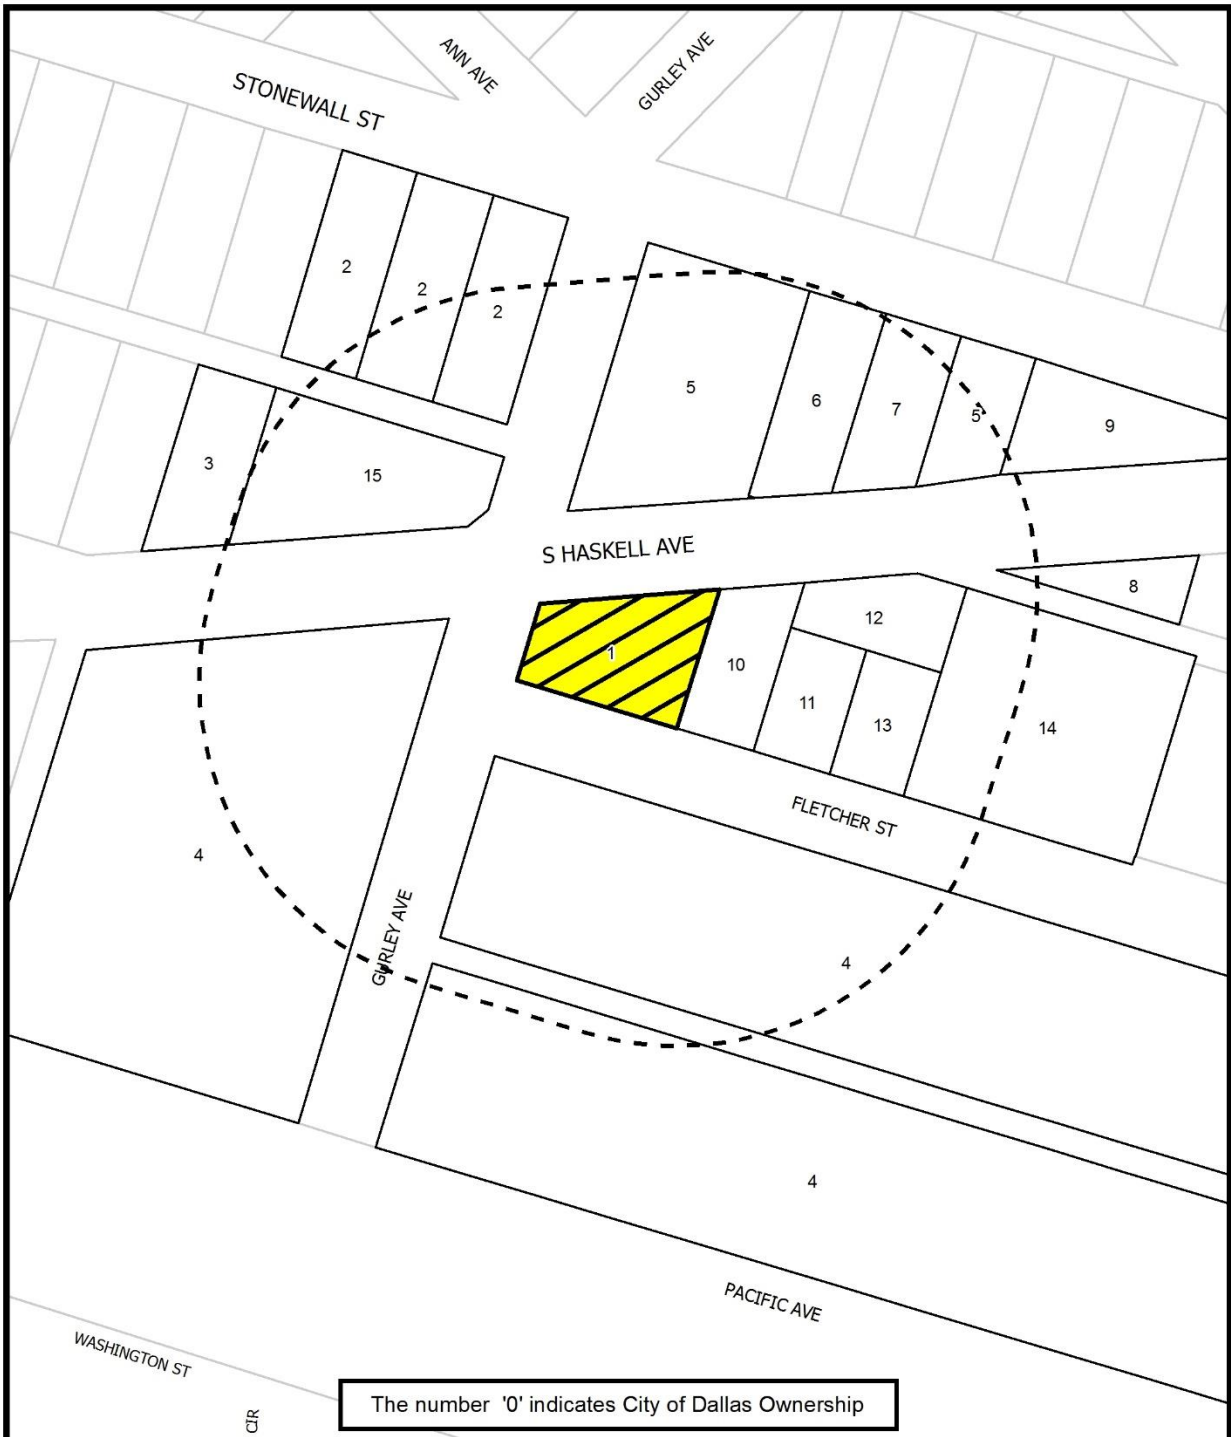 ANN AVE
GURLEY AVE
STONEWALL ST
2
2
2
5
6
7
5
9
3
15
S HASKELL AVE
8
12
1
10
11
13
14
FLETCHER ST
4
GURLEY AVE
4
4
PACIFIC AVE
WASHINGTON ST
CIR
The number '0' indicates City of Dallas Ownership